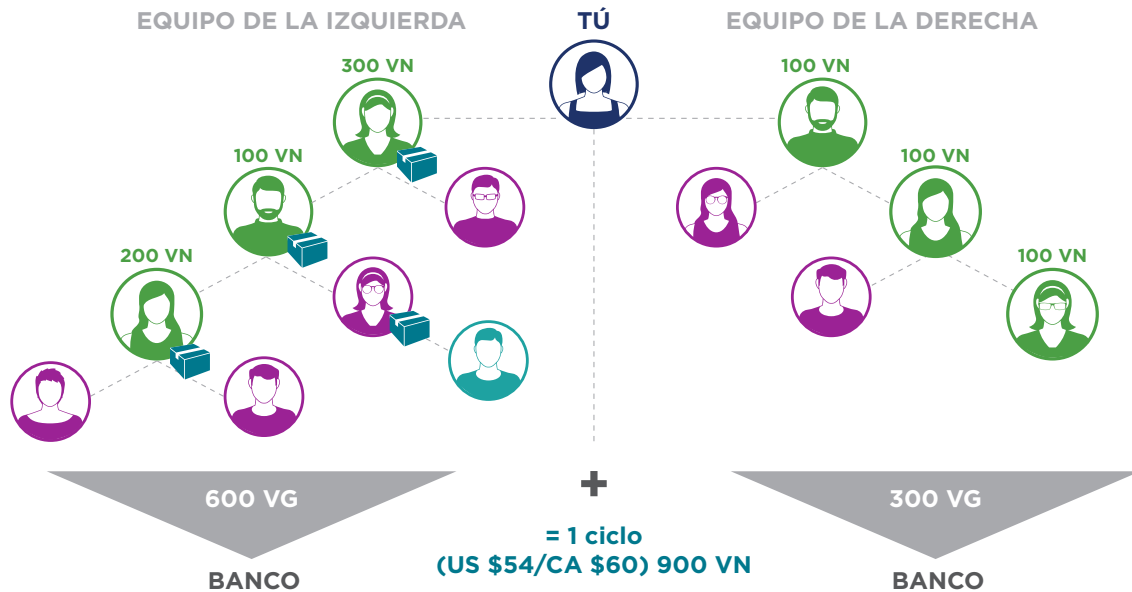 EQUIPO DE LA IZQUIERDA
TÚ
EQUIPO DE LA DERECHA
300 VN
100 VN
100 VN
100 VN
200 VN
100 VN
600 VG
+
300 VG
= 1 ciclo
(US $54/CA $60) 900 VN
BANCO
BANCO